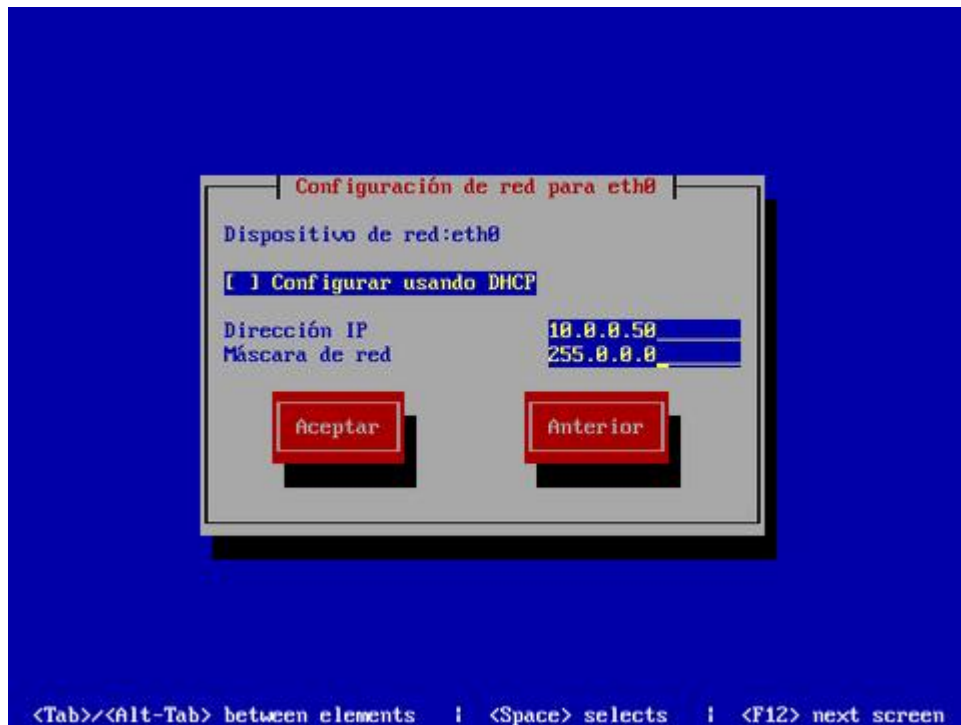 Configuración de red para eth0
Dispositivo de red:eth0
[ ] Configurar usando DHCP
Dirección IP 10.0.0.50
Máscara de red 255.0.0.0
Aceptar Anterior
<Tab>/<Alt-Tab> between elements | <Space> selects | <F12> next screen